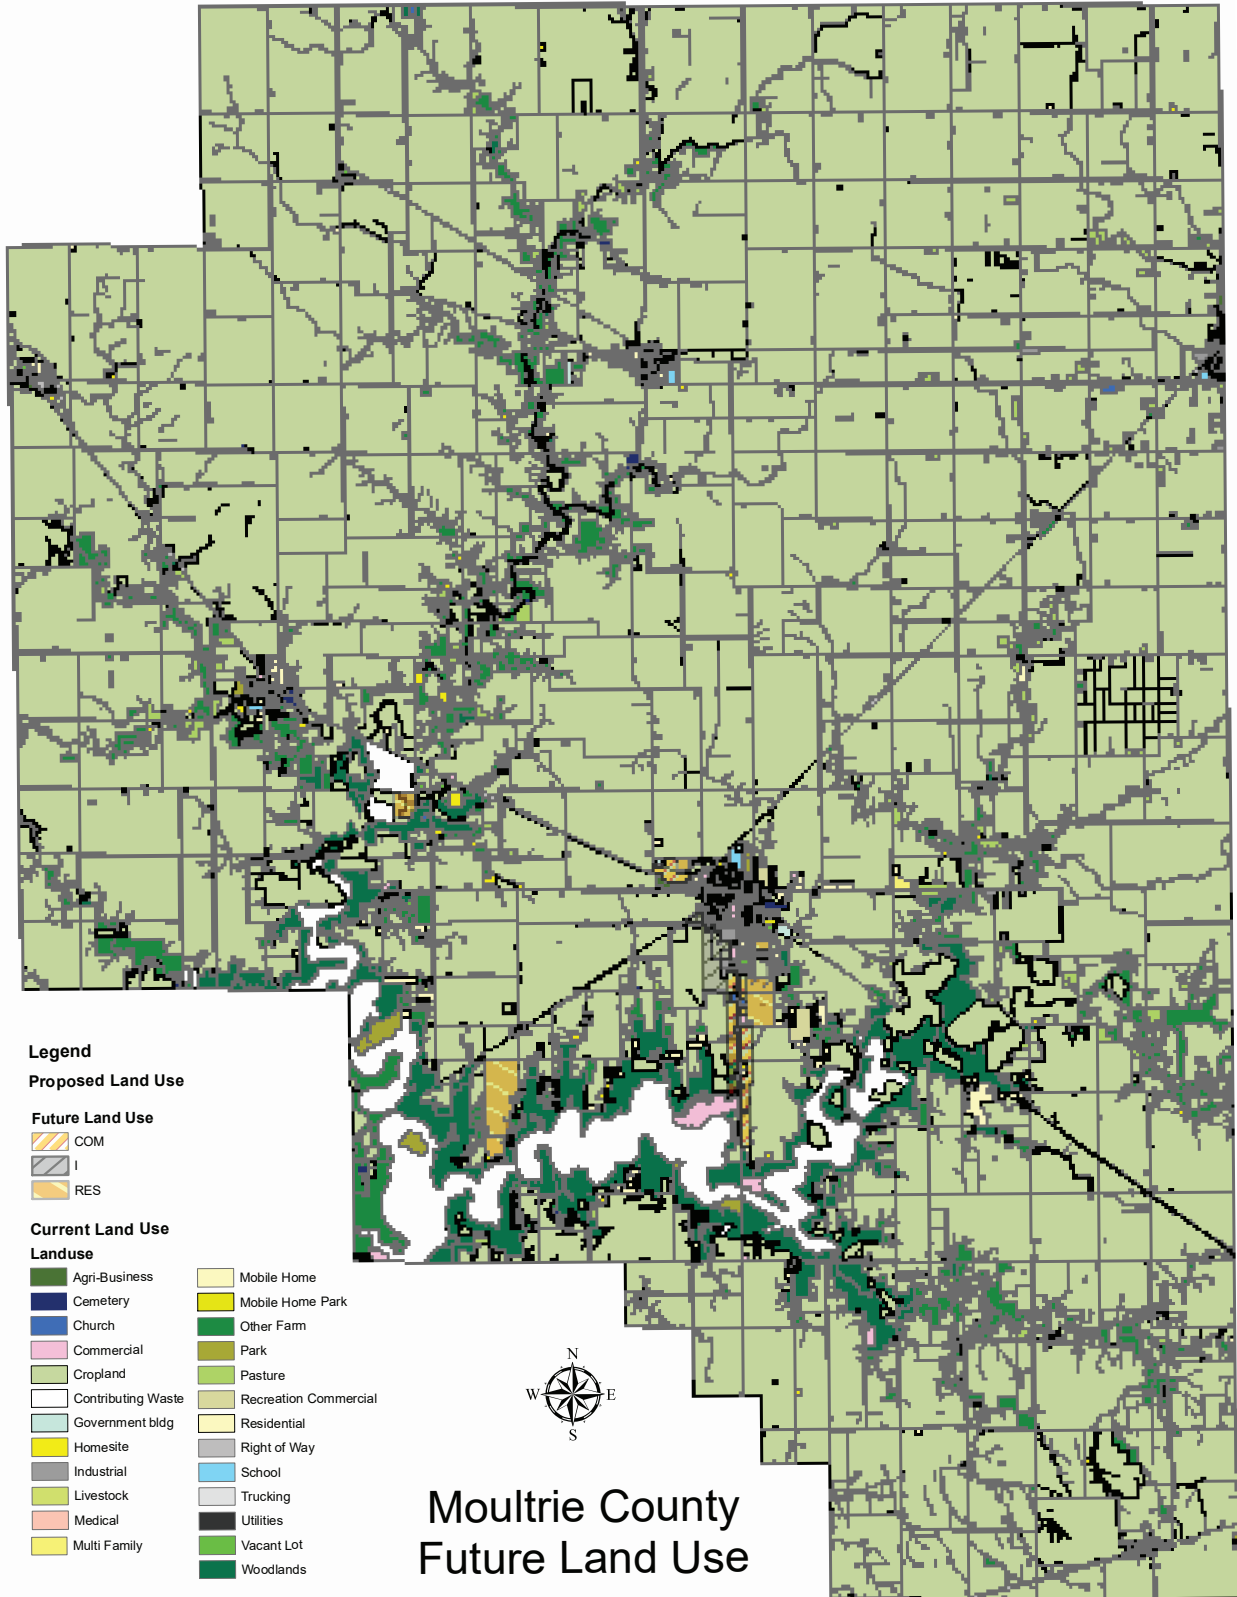 Legend
Proposed Land Use
Future Land Use
COM
I
RES
Current Land Use
Landuse
Agri-Business
Cemetery
Church
Commercial
Cropland
Contributing Waste
Government bldg
Homesite
Industrial
Livestock
Medical
Multi Family
Mobile Home
Mobile Home Park
Other Farm
Park
Pasture
Recreation Commercial
Residential
Right of Way
School
Trucking
Utilities
Vacant Lot
Woodlands
N
W E
S
Moultrie County
Future Land Use